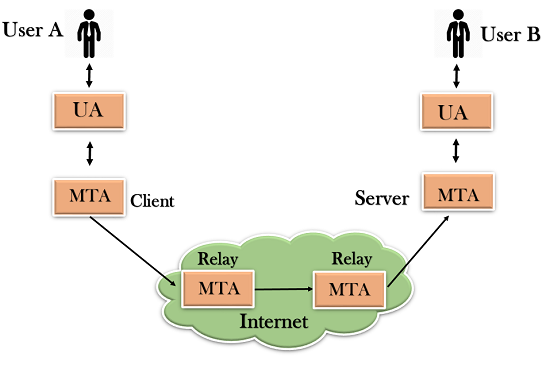 User A
User B
UA
UA
MTA
Client
Server
MTA
Relay
Relay
MTA
MTA
Internet